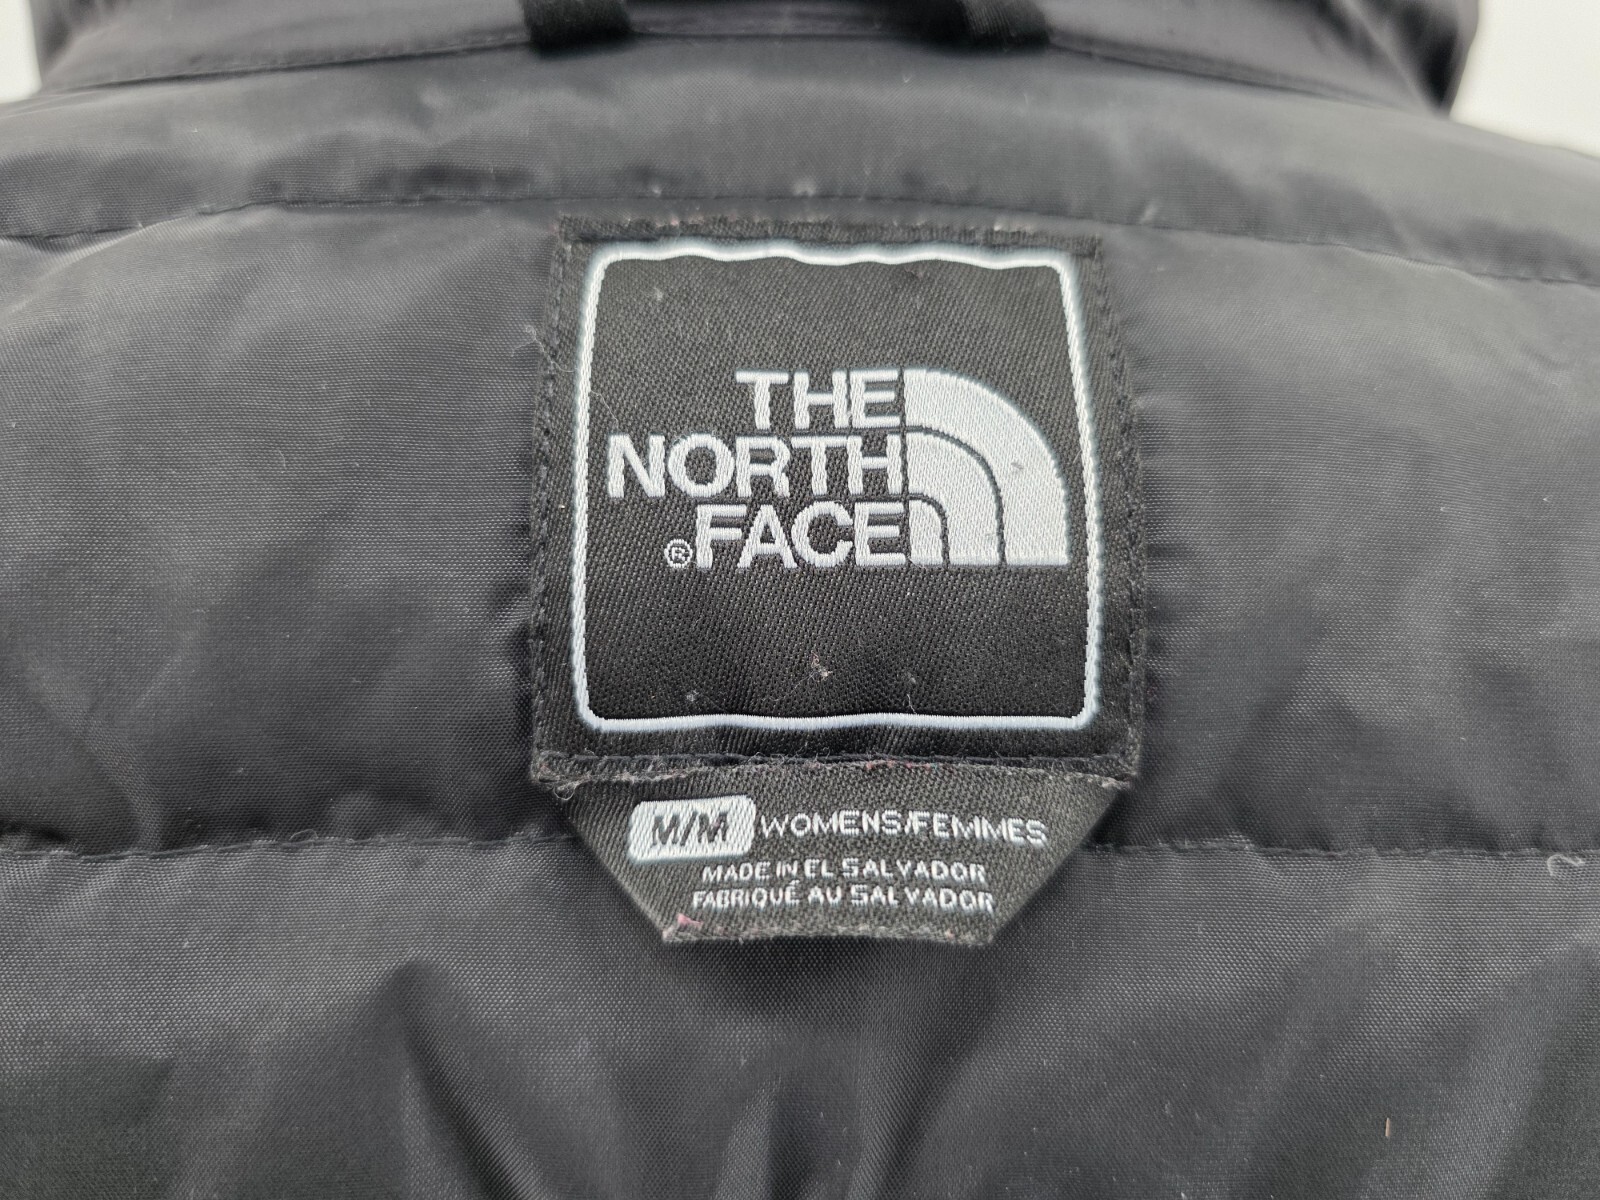 THE
NORTH
®FACE
M/M WOMENS/FEMMES
MADE IN EL SALVADOR
FABRIQUÉ AU SALVADOR